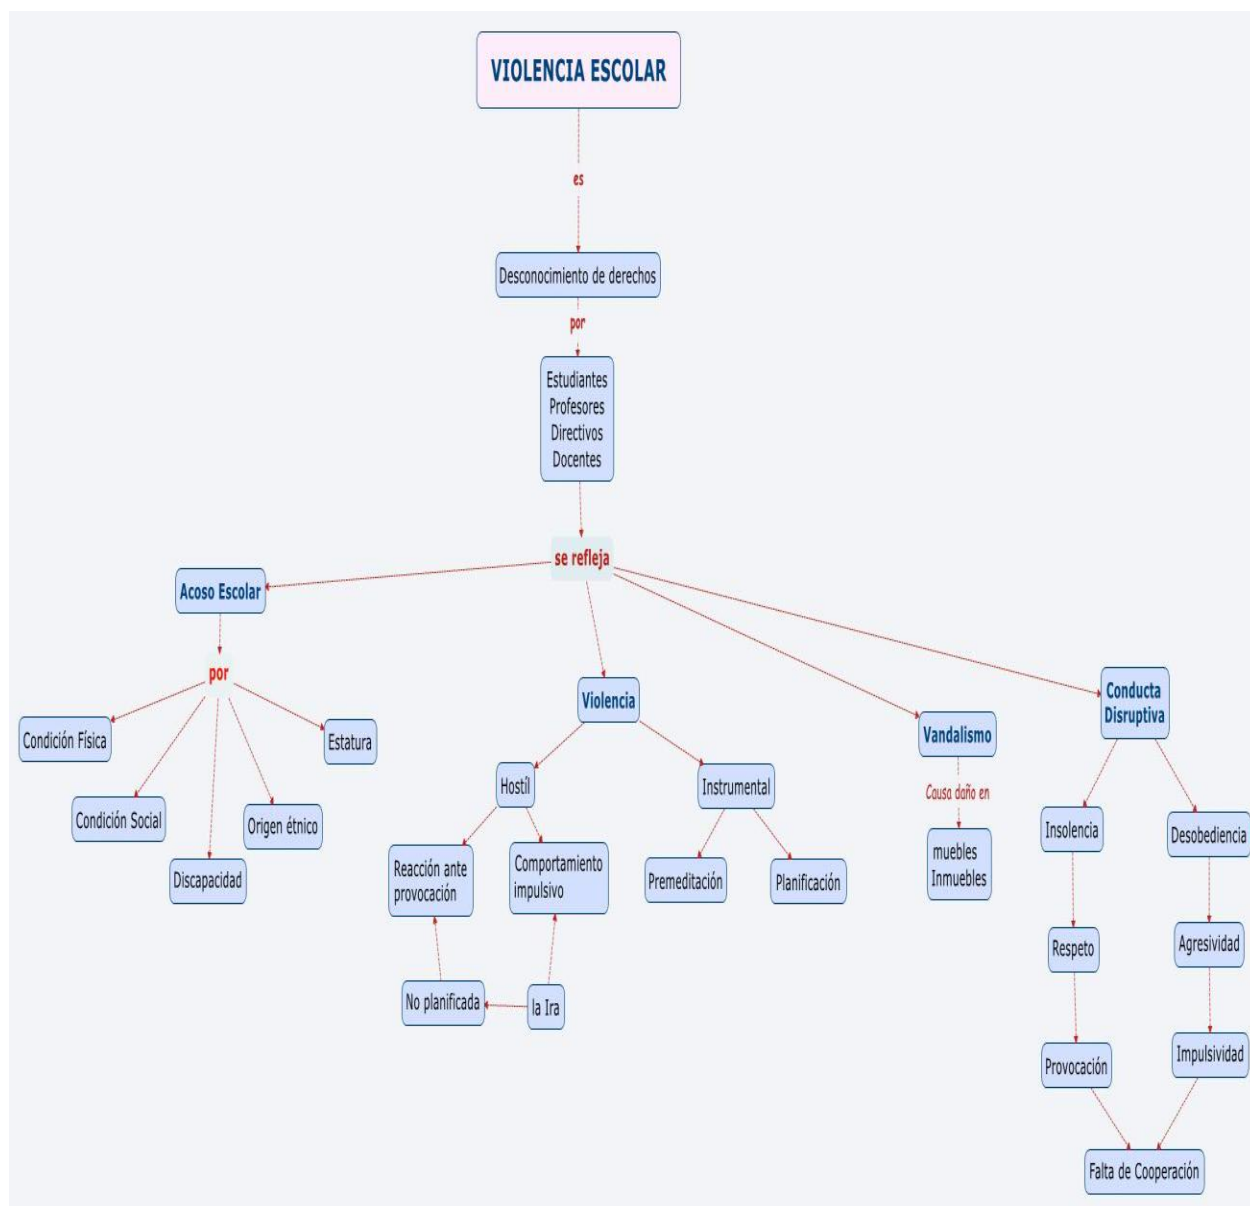 VIOLENCIA ESCOLAR
es
Desconocimiento de derechos
por
Estudiantes
Profesores
Directivos
Docentes
se refleja
Acoso Escolar
por
Condición Física
Condición Social
Discapacidad
Origen étnico
Estatura
Violencia
Hostíl
Reacción ante
provocación
Comportamiento
impulsivo
No planificada
la Ira
Instrumental
Premeditación
Planificación
Vandalismo
Causa daño en
muebles
Inmuebles
Conducta
Disruptiva
Insolencia
Respeto
Provocación
Desobediencia
Agresividad
Impulsividad
Falta de Cooperación